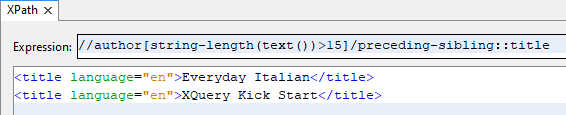 XPath
Expression: //author[string-length(text())>15]/preceding-sibling::title
<title language="en">Everyday Italian</title>
<title language="en">XQuery Kick Start</title>